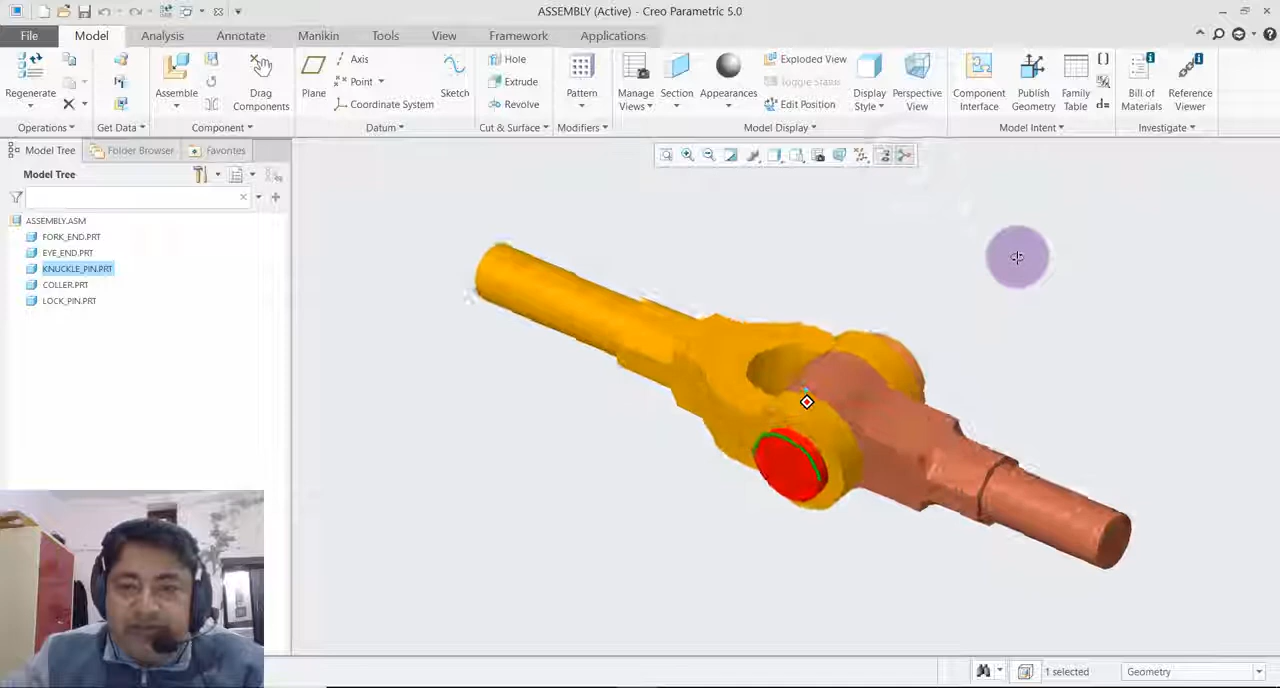 ASSEMBLY (Active) - Creo Parametric 5.0
File Model Analysis Annotate Manikin Tools View Framework Applications
Regenerate
Operations
Get Data
Assemble
Drag Components
Component
Plane
Axis
Point
Coordinate System
Sketch
Datum
Hole
Extrude
Revolve
Cut & Surface
Pattern
Modifiers
Manage Views
Section
Appearances
Exploded View
Toggle Status
Edit Position
Display Style
Perspective View
Model Display
Component Interface
Publish Geometry
Family Table
Model Intent
Bill of Materials
Reference Viewer
Investigate
Model Tree Folder Browser Favorites
Model Tree
ASSEMBLY.ASM
FORK_END.PRT
EYE_END.PRT
KNUCKLE_PIN.PRT
COLLER.PRT
LOCK_PIN.PRT
1 selected Geometry